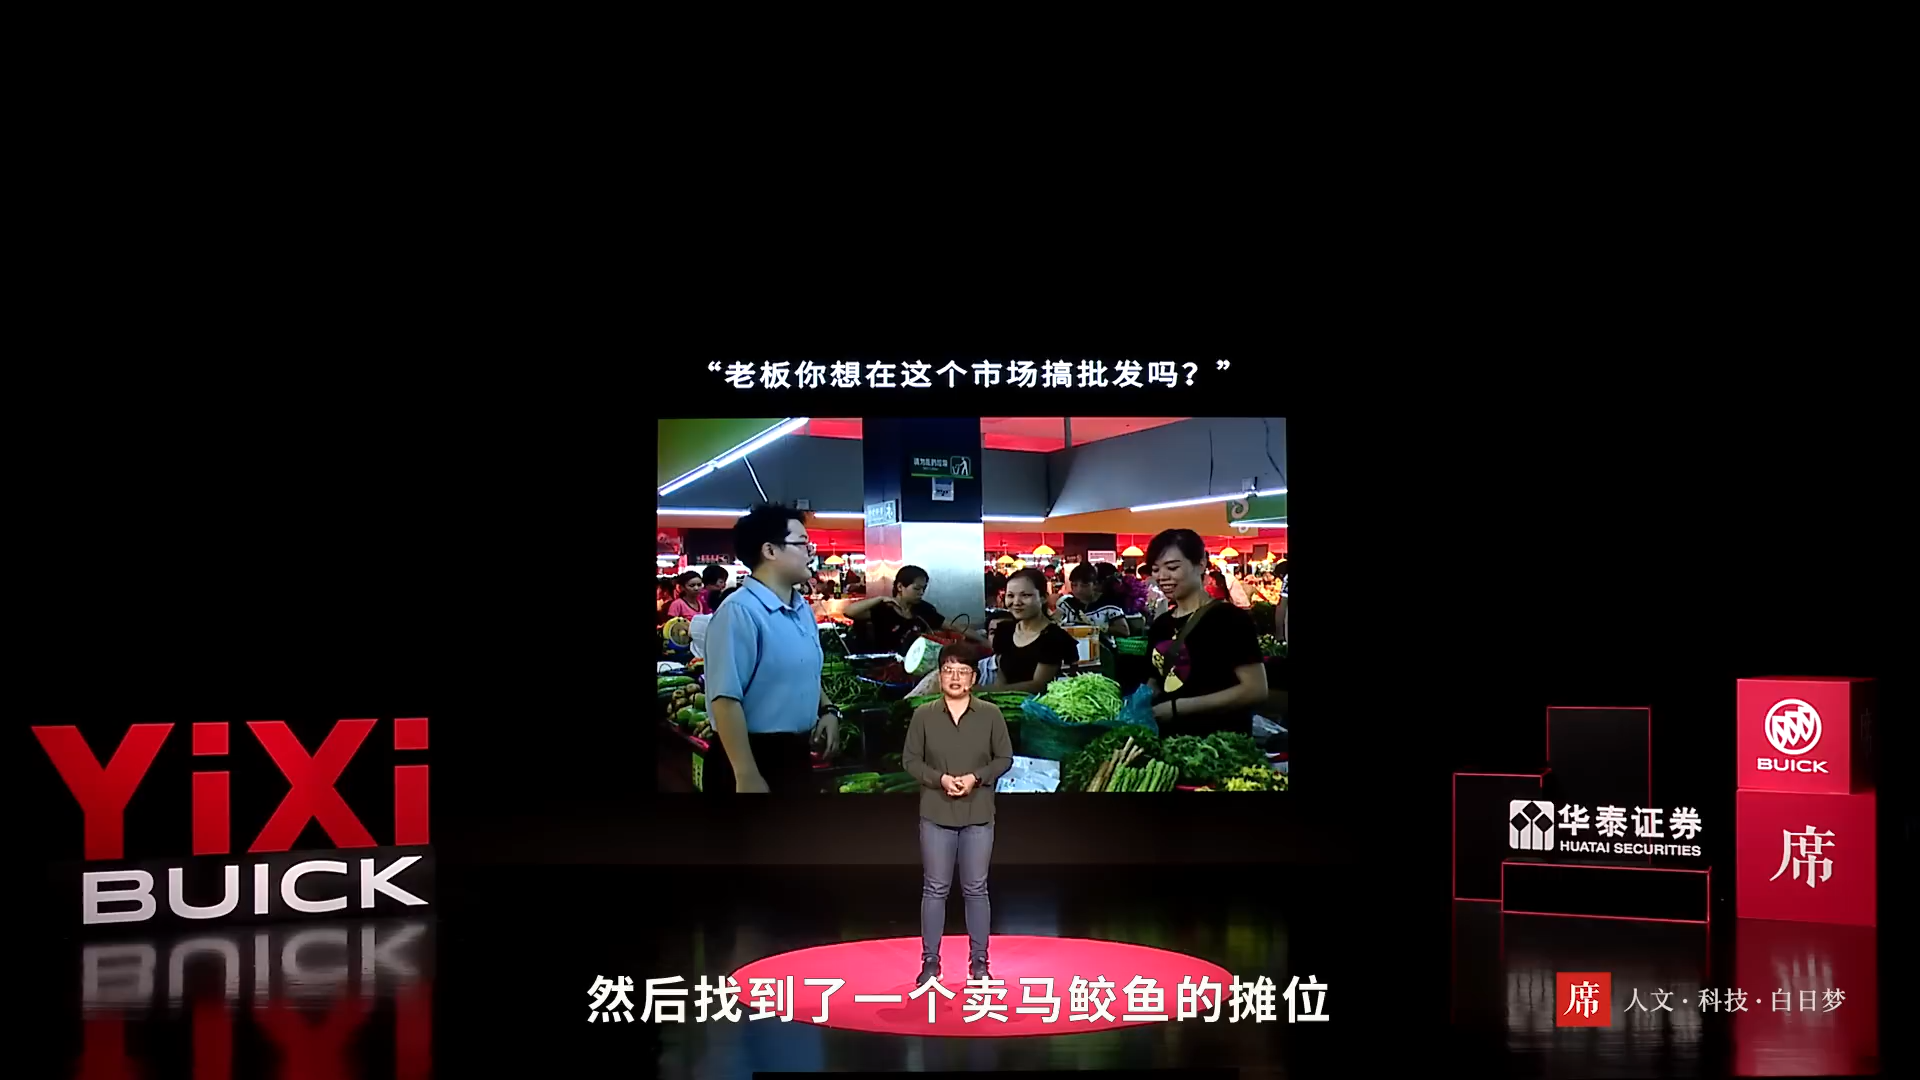 “老板你想在这个市场搞批发吗？”
YiXi
BUICK
BUICK
华泰证券
HUATAI SECURITIES
席
然后找到了一个卖马鲛鱼的摊位
席 人文·科技·白日梦